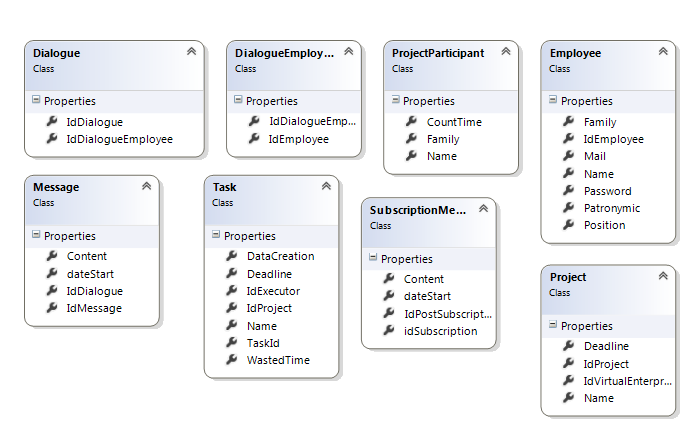 Dialogue
Class
Properties
IdDialogue
IdDialogueEmployee
DialogueEmploy...
Class
Properties
IdDialogueEmp...
IdEmployee
ProjectParticipant
Class
Properties
CountTime
Family
Name
Employee
Class
Properties
Family
IdEmployee
Mail
Name
Password
Patronymic
Position
Message
Class
Properties
Content
dateStart
IdDialogue
IdMessage
Task
Class
Properties
DataCreation
Deadline
IdExecutor
IdProject
Name
TaskId
WastedTime
SubscriptionMe...
Class
Properties
Content
dateStart
IdPostSubscript...
idSubscription
Project
Class
Properties
Deadline
IdProject
IdVirtualEnterpr...
Name